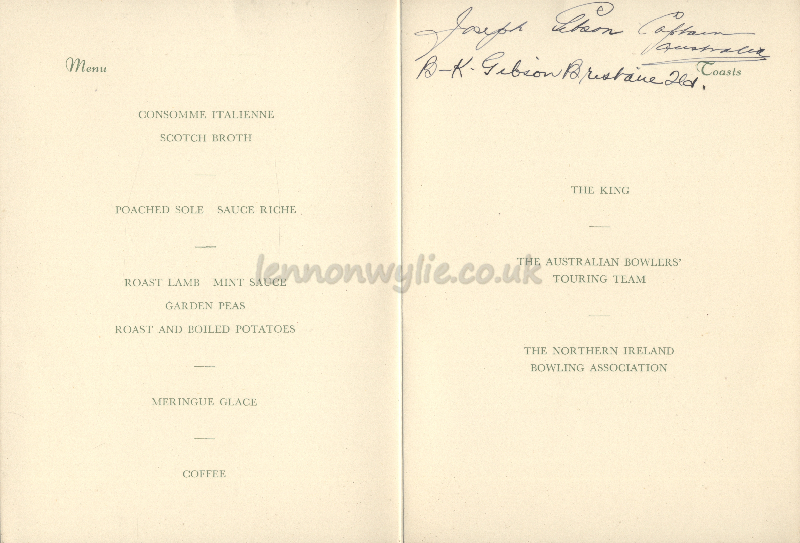 Menu
CONSOMME ITALIENNE
SCOTCH BROTH
POACHED SOLE SAUCE RICHE
ROAST LAMB MINT SAUCE
GARDEN PEAS
ROAST AND BOILED POTATOES
MERINGUE GLACE
COFFEE
Joseph Gibson Captain
Australia
B-K. Gibson Brisbane Qld.
Toasts
THE KING
THE AUSTRALIAN BOWLERS'
TOURING TEAM
THE NORTHERN IRELAND
BOWLING ASSOCIATION
lennonwylie.co.uk